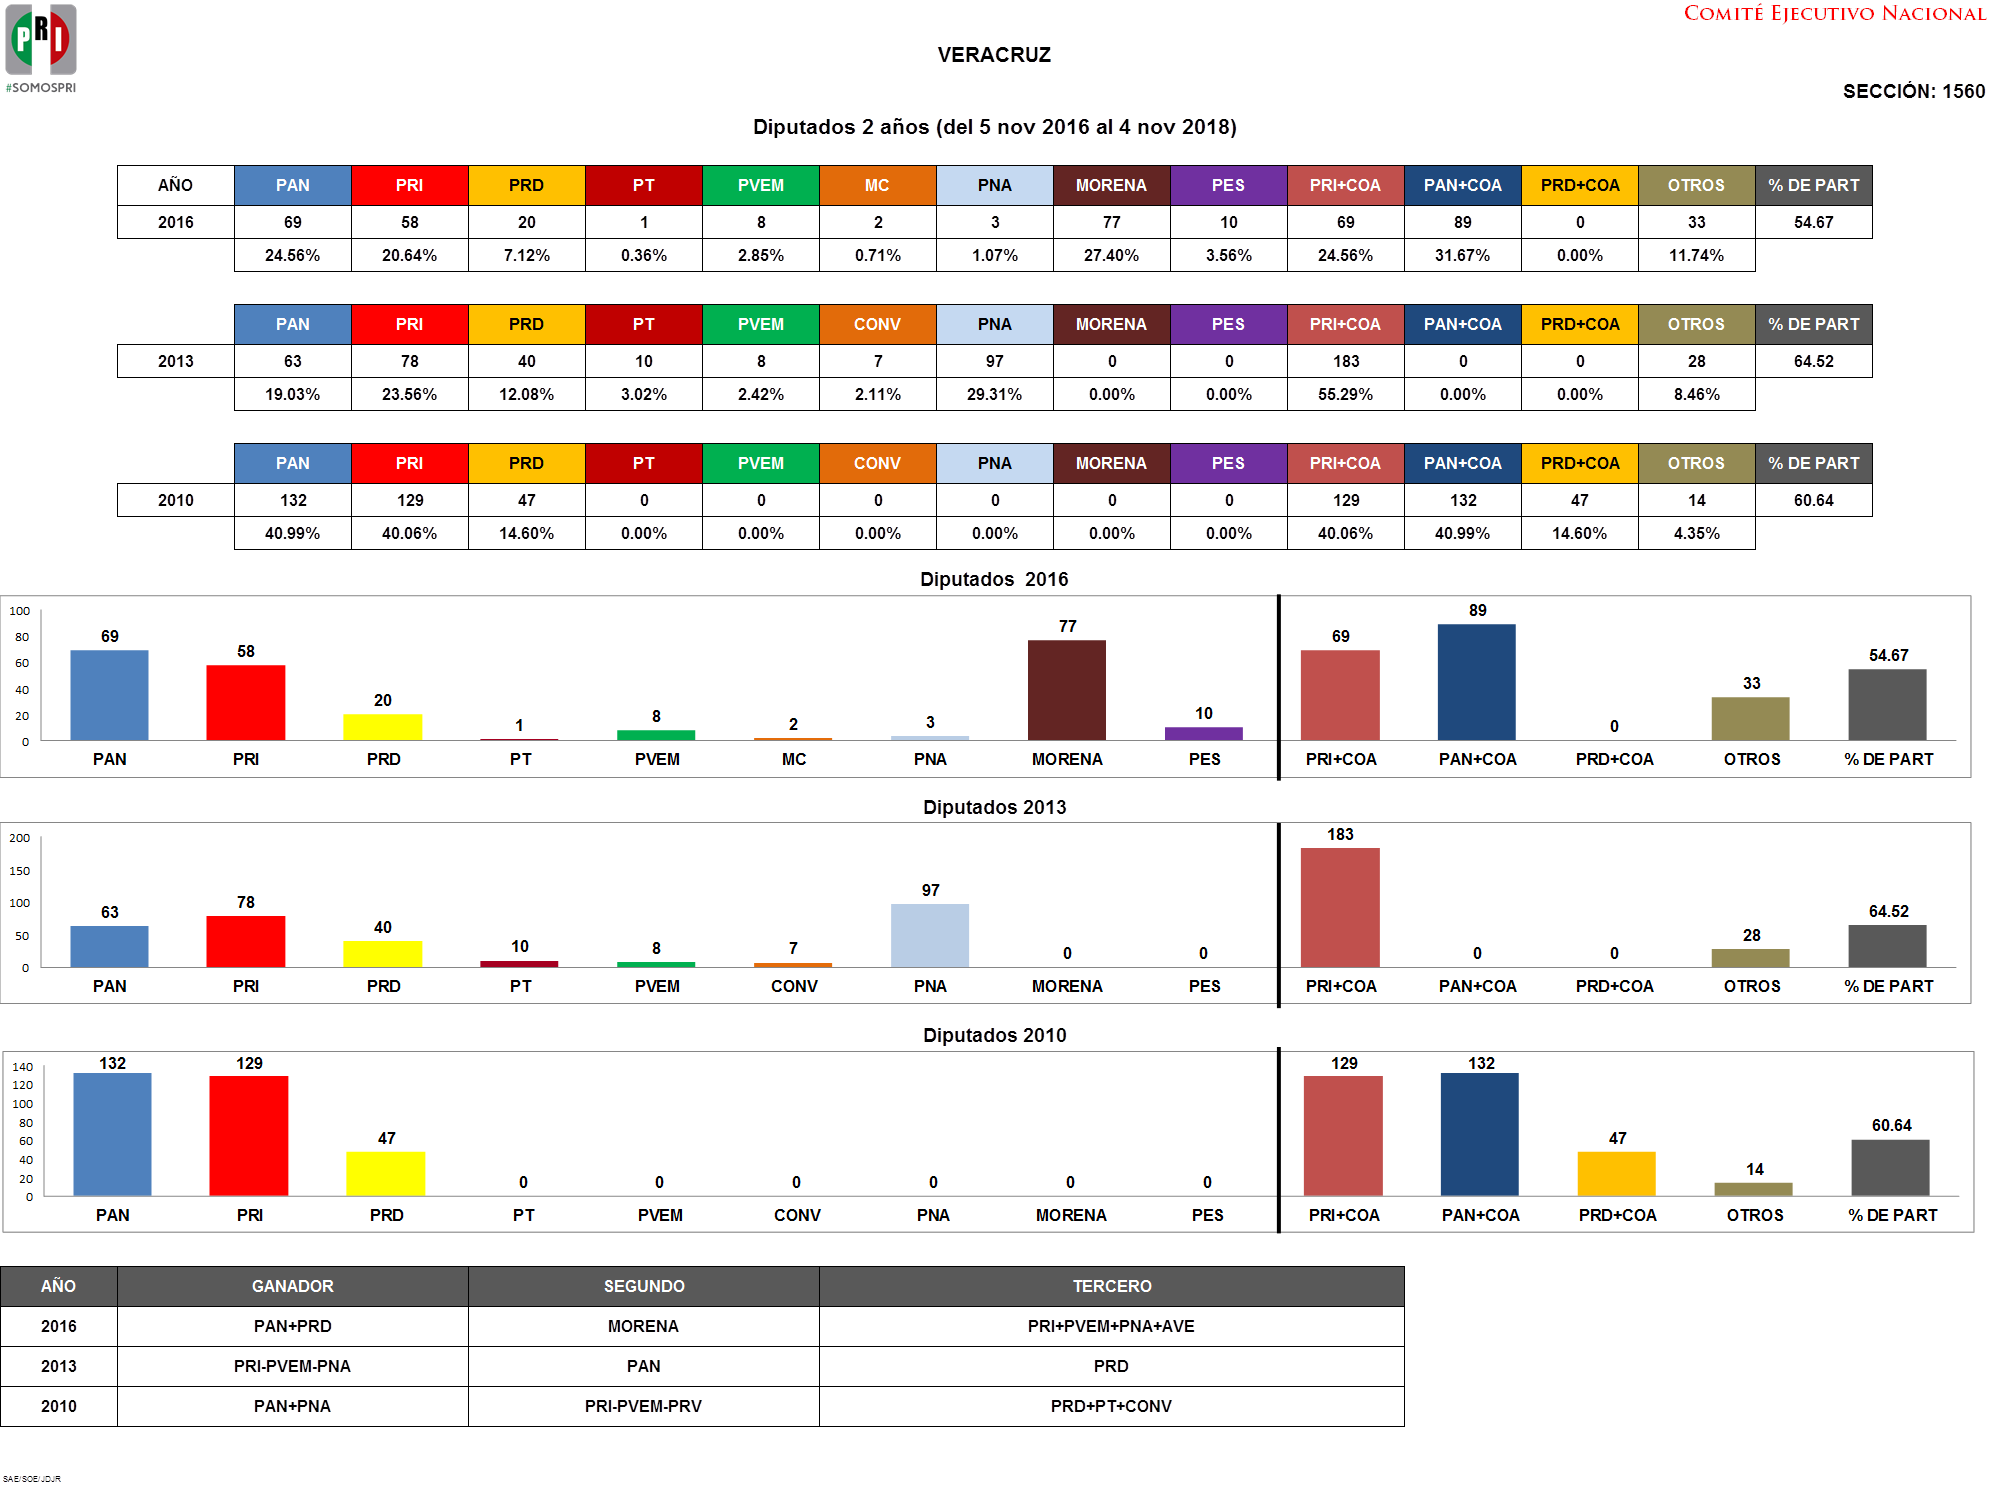 COMITÉ EJECUTIVO NACIONAL
PRI
#SOMOSPRI
VERACRUZ
SECCIÓN: 1560
Diputados 2 años (del 5 nov 2016 al 4 nov 2018)
AÑO PAN PRI PRD PT PVEM MC PNA MORENA PES PRI+COA PAN+COA PRD+COA OTROS % DE PART
2016 69 58 20 1 8 2 3 77 10 69 89 0 33 54.67
24.56% 20.64% 7.12% 0.36% 2.85% 0.71% 1.07% 27.40% 3.56% 24.56% 31.67% 0.00% 11.74%
PAN PRI PRD PT PVEM CONV PNA MORENA PES PRI+COA PAN+COA PRD+COA OTROS % DE PART
2013 63 78 40 10 8 7 97 0 0 183 0 0 28 64.52
19.03% 23.56% 12.08% 3.02% 2.42% 2.11% 29.31% 0.00% 0.00% 55.29% 0.00% 0.00% 8.46%
PAN PRI PRD PT PVEM CONV PNA MORENA PES PRI+COA PAN+COA PRD+COA OTROS % DE PART
2010 132 129 47 0 0 0 0 0 0 129 132 47 14 60.64
40.99% 40.06% 14.60% 0.00% 0.00% 0.00% 0.00% 0.00% 0.00% 40.06% 40.99% 14.60% 4.35%
Diputados 2016
100
80
60
40
20
0
69 58 20 1 8 2 3 77 10 69 89 0 33 54.67
PAN PRI PRD PT PVEM MC PNA MORENA PES PRI+COA PAN+COA PRD+COA OTROS % DE PART
Diputados 2013
200
150
100
50
0
63 78 40 10 8 7 97 0 0 183 0 0 28 64.52
PAN PRI PRD PT PVEM CONV PNA MORENA PES PRI+COA PAN+COA PRD+COA OTROS % DE PART
Diputados 2010
140
120
100
80
60
40
20
0
132 129 47 0 0 0 0 0 0 129 132 47 14 60.64
PAN PRI PRD PT PVEM CONV PNA MORENA PES PRI+COA PAN+COA PRD+COA OTROS % DE PART
AÑO GANADOR SEGUNDO TERCERO
2016 PAN+PRD MORENA PRI+PVEM+PNA+AVE
2013 PRI-PVEM-PNA PAN PRD
2010 PAN+PNA PRI-PVEM-PRV PRD+PT+CONV
SAE/SOE/JDJR